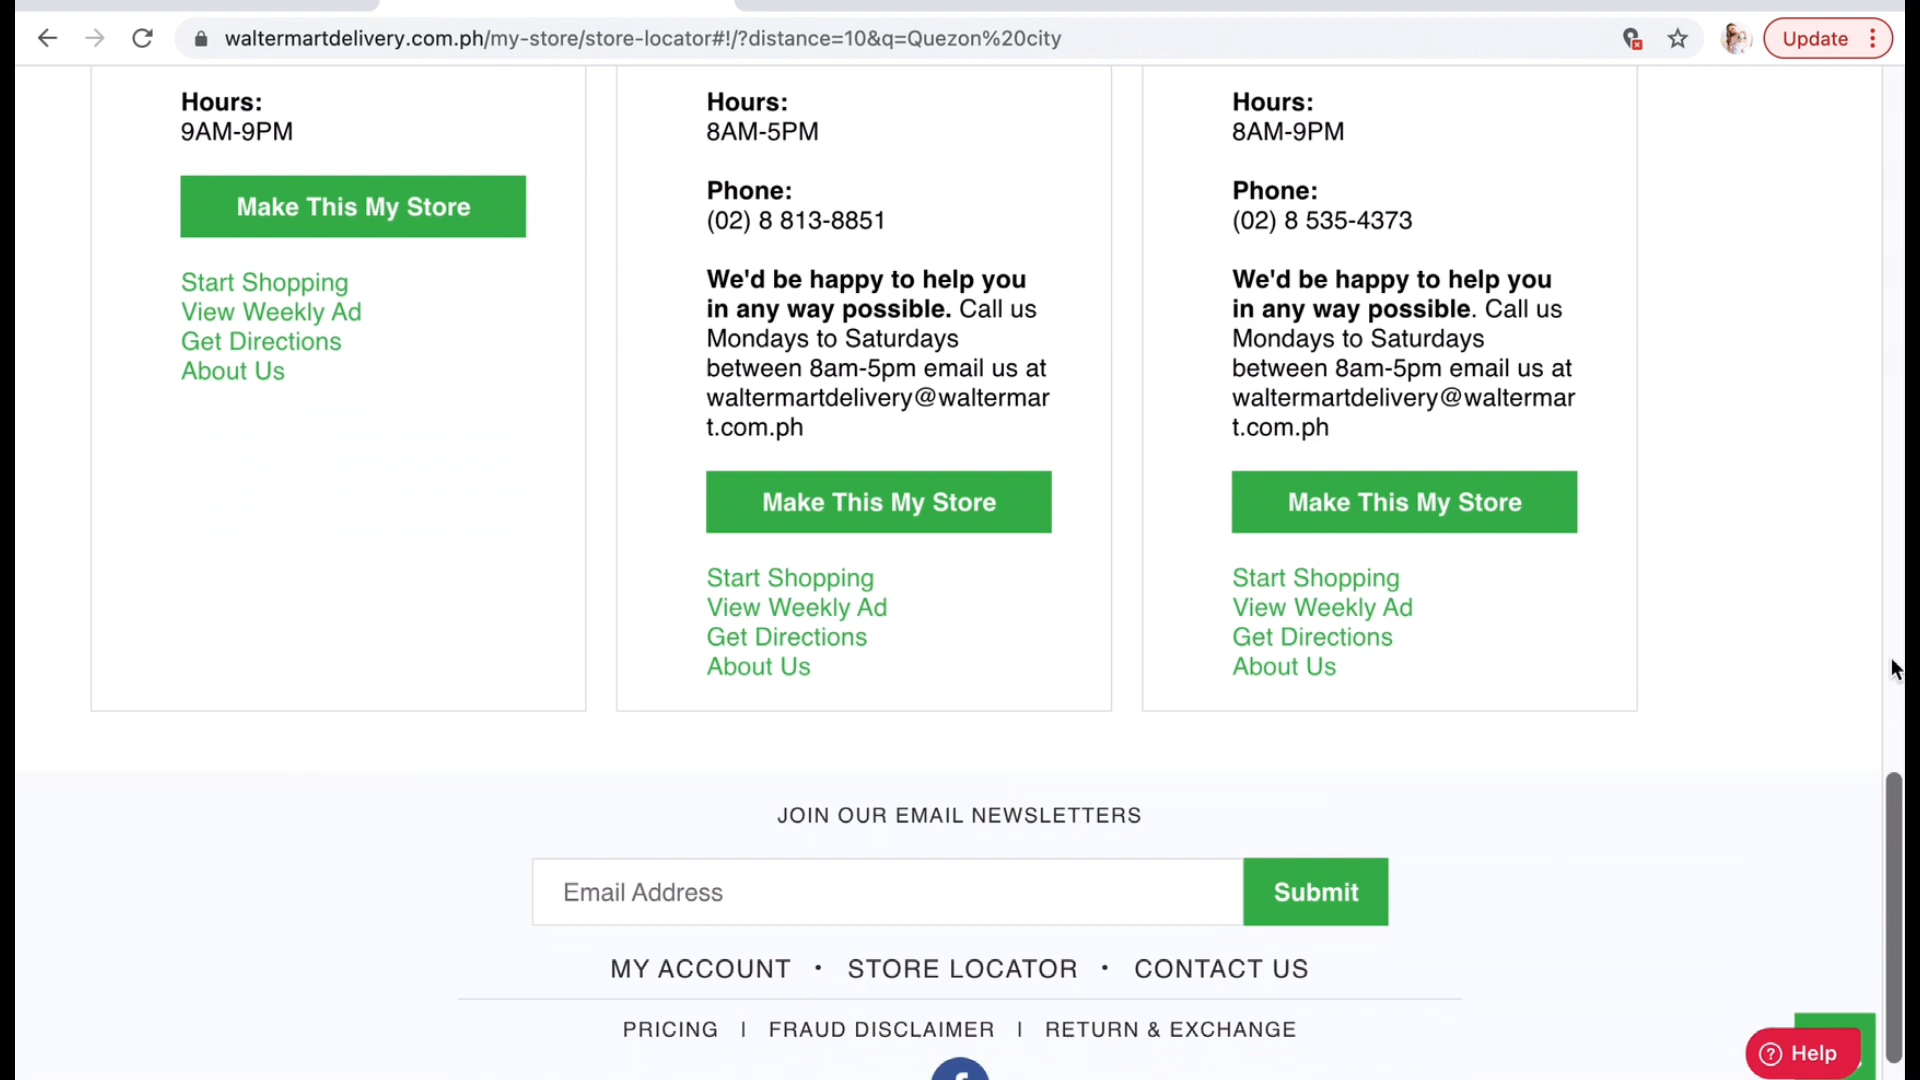 waltermartdelivery.com.ph/my-store/store-locator#!/?distance=10&q=Quezon%20city
Update
Hours:
9AM-9PM
Make This My Store
Start Shopping
View Weekly Ad
Get Directions
About Us
Hours:
8AM-5PM
Phone:
(02) 8 813-8851
We'd be happy to help you
in any way possible. Call us
Mondays to Saturdays
between 8am-5pm email us at
waltermartdelivery@waltermar
t.com.ph
Make This My Store
Start Shopping
View Weekly Ad
Get Directions
About Us
Hours:
8AM-9PM
Phone:
(02) 8 535-4373
We'd be happy to help you
in any way possible. Call us
Mondays to Saturdays
between 8am-5pm email us at
waltermartdelivery@waltermar
t.com.ph
Make This My Store
Start Shopping
View Weekly Ad
Get Directions
About Us
JOIN OUR EMAIL NEWSLETTERS
Email Address
Submit
MY ACCOUNT • STORE LOCATOR • CONTACT US
PRICING | FRAUD DISCLAIMER | RETURN & EXCHANGE
Help